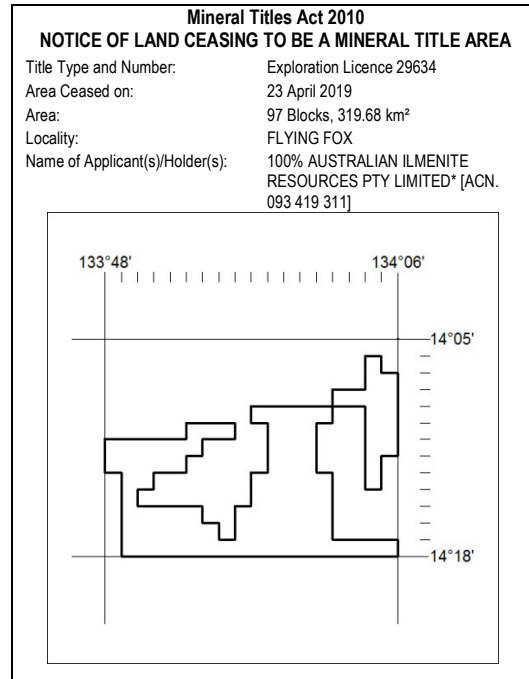 Mineral Titles Act 2010
NOTICE OF LAND CEASING TO BE A MINERAL TITLE AREA
Title Type and Number: Exploration Licence 29634
Area Ceased on: 23 April 2019
Area: 97 Blocks, 319.68 km²
Locality: FLYING FOX
Name of Applicant(s)/Holder(s): 100% AUSTRALIAN ILMENITE
RESOURCES PTY LIMITED* [ACN.
093 419 311]
133°48' 134°06'
14°05'
14°18'